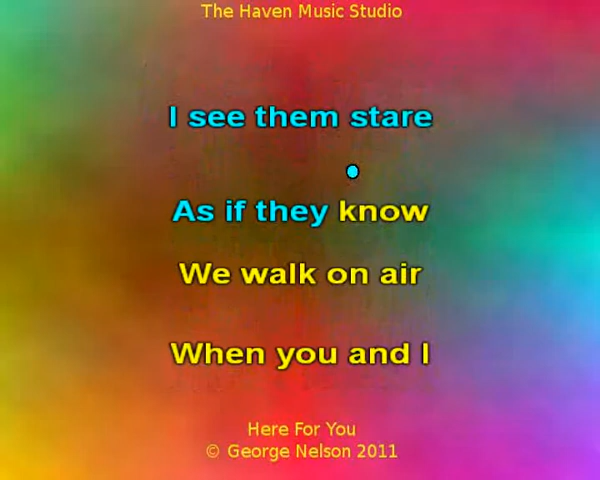 The Haven Music Studio
I see them stare
As if they know
We walk on air
When you and I
Here For You
© George Nelson 2011